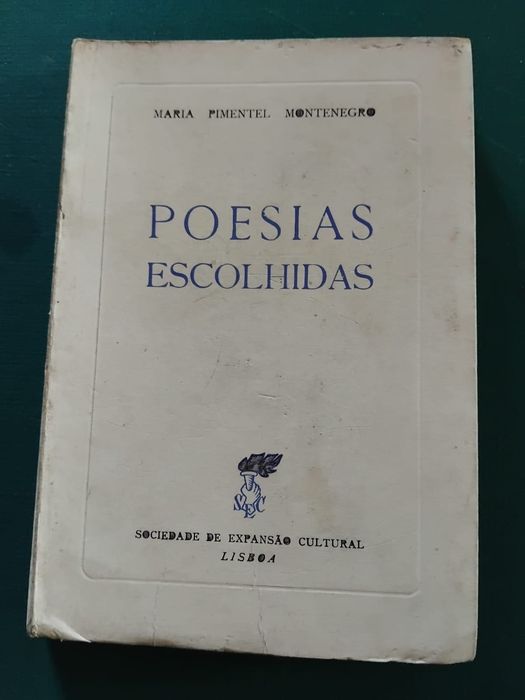 MARIA PIMENTEL MONTENEGRO
POESIAS
ESCOLHIDAS
SEC
SOCIEDADE DE EXPANSÃO CULTURAL
LISBOA